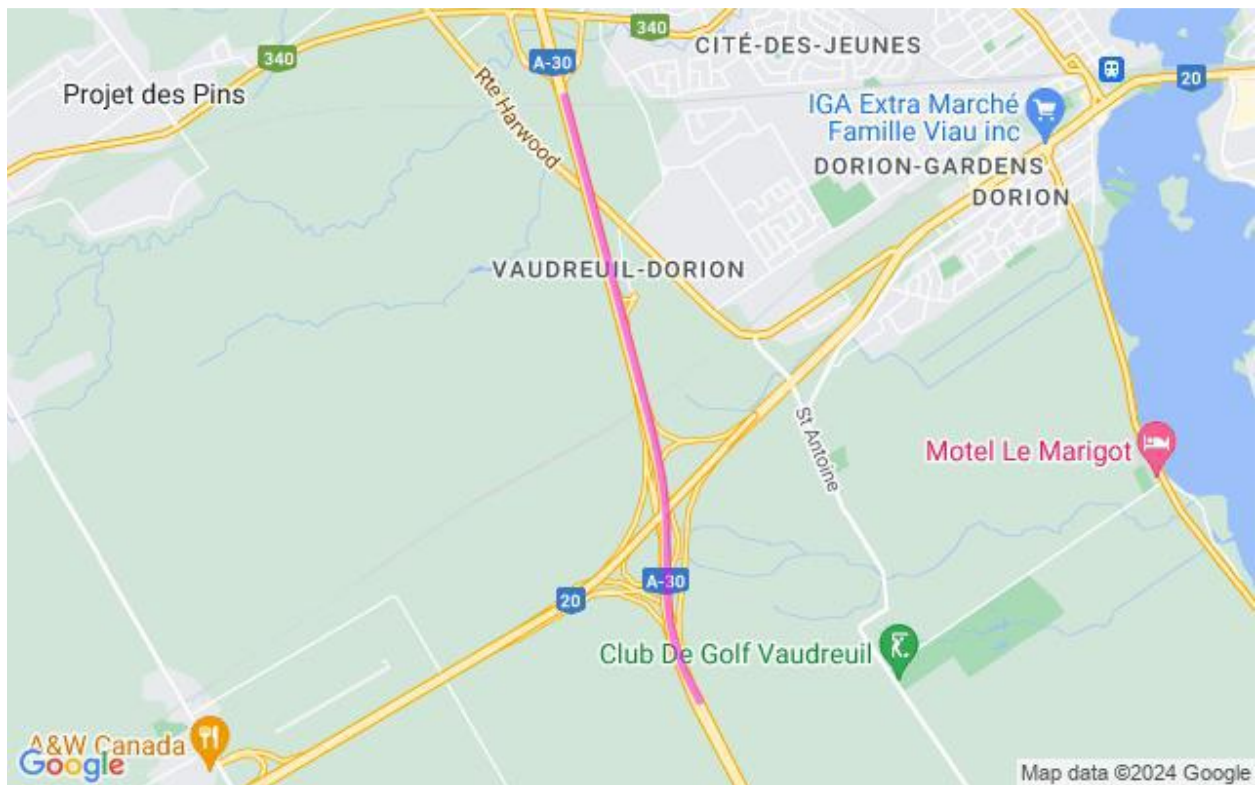 340
A-30
340
CITÉ-DES-JEUNES
20
340
Projet des Pins
Rte Harwood
IGA Extra Marché
Famille Viau inc
DORION-GARDENS
DORION
VAUDREUIL-DORION
St Antoine
Motel Le Marigot
A-30
20
Club De Golf Vaudreuil
A&W Canada
Google
Map data ©2024 Google